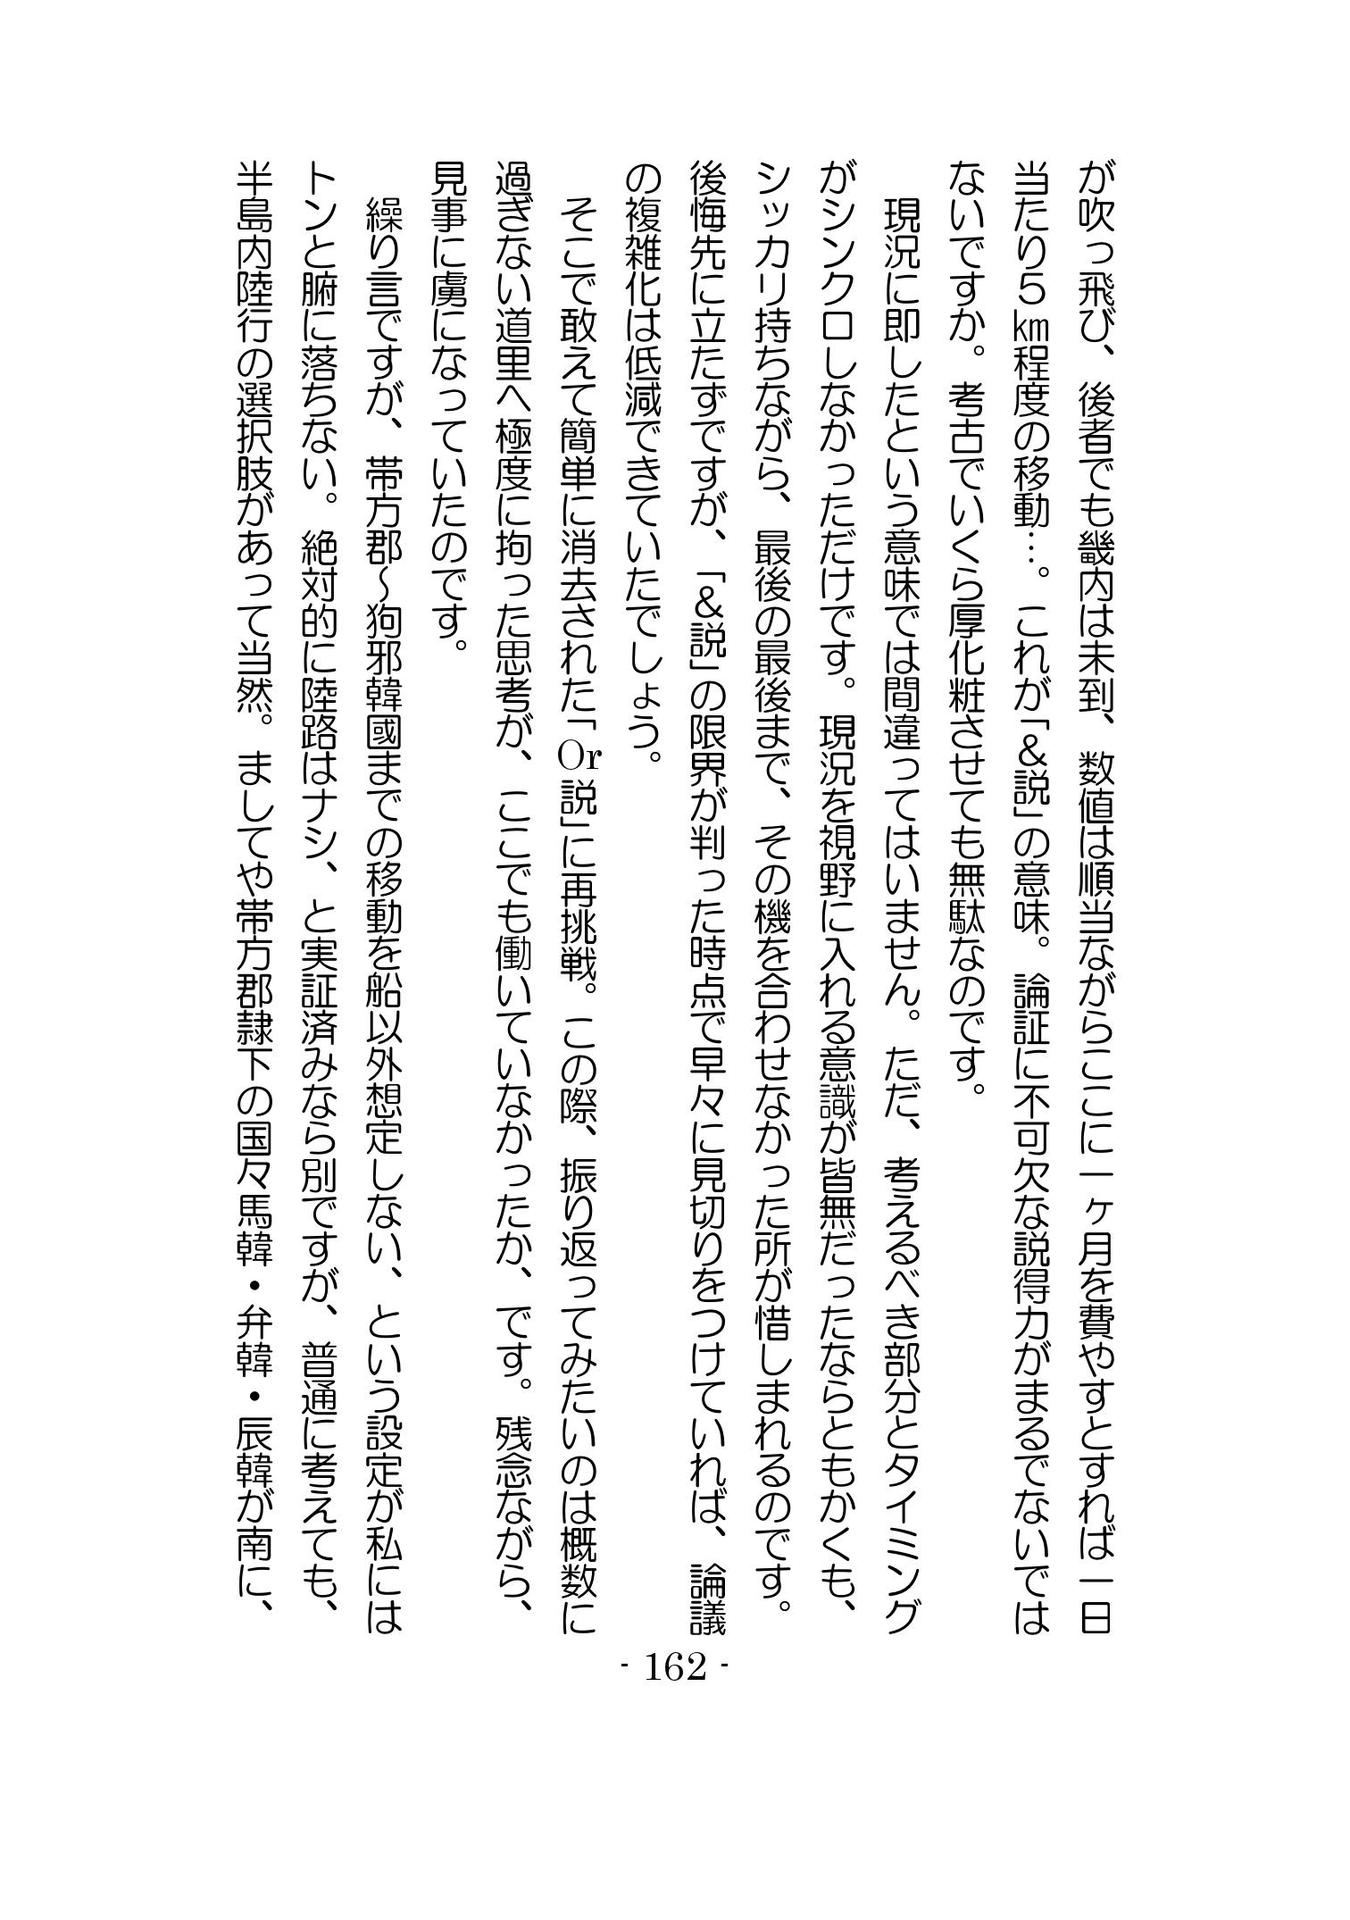 が吹っ飛び、後者でも畿内は未到、数値は順当ながらここに一ヶ月を費やすとすれば一日
当たり５㎞程度の移動…。これが「＆説」の意味。論証に不可欠な説得力がまるでないでは
ないですか。考古でいくら厚化粧させても無駄なのです。
　現況に即したという意味では間違ってはいません。ただ、考えるべき部分とタイミング
がシンクロしなかっただけです。現況を視野に入れる意識が皆無だったならともかくも、
シッカリ持ちながら、最後の最後まで、その機を合わせなかった所が惜しまれるのです。
後悔先に立たずですが、「＆説」の限界が判った時点で早々に見切りをつけていれば、論議
の複雑化は低減できていたでしょう。
　そこで敢えて簡単に消去された「Or説」に再挑戦。この際、振り返ってみたいのは概数に
過ぎない道里へ極度に拘った思考が、ここでも働いていなかったか、です。残念ながら、
見事に虜になっていたのです。
　繰り言ですが、帯方郡～狗邪韓國までの移動を船以外想定しない、という設定が私には
トンと腑に落ちない。絶対的に陸路はナシ、と実証済みなら別ですが、普通に考えても、
半島内陸行の選択肢があって当然。ましてや帯方郡隷下の国々馬韓・弁韓・辰韓が南に、
- 162 -